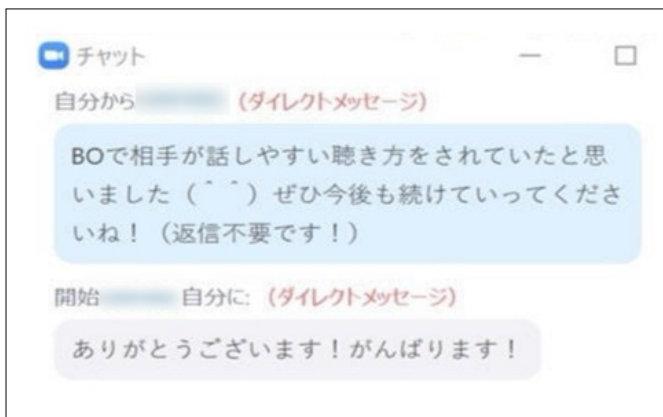 チャット
自分から (ダイレクトメッセージ)
BOで相手が話しやすい聴き方をされていたと思
いました（＾＾）ぜひ今後も続けていってくださ
いね！（返信不要です！）
開始 自分に: (ダイレクトメッセージ)
ありがとうございます！がんばります！